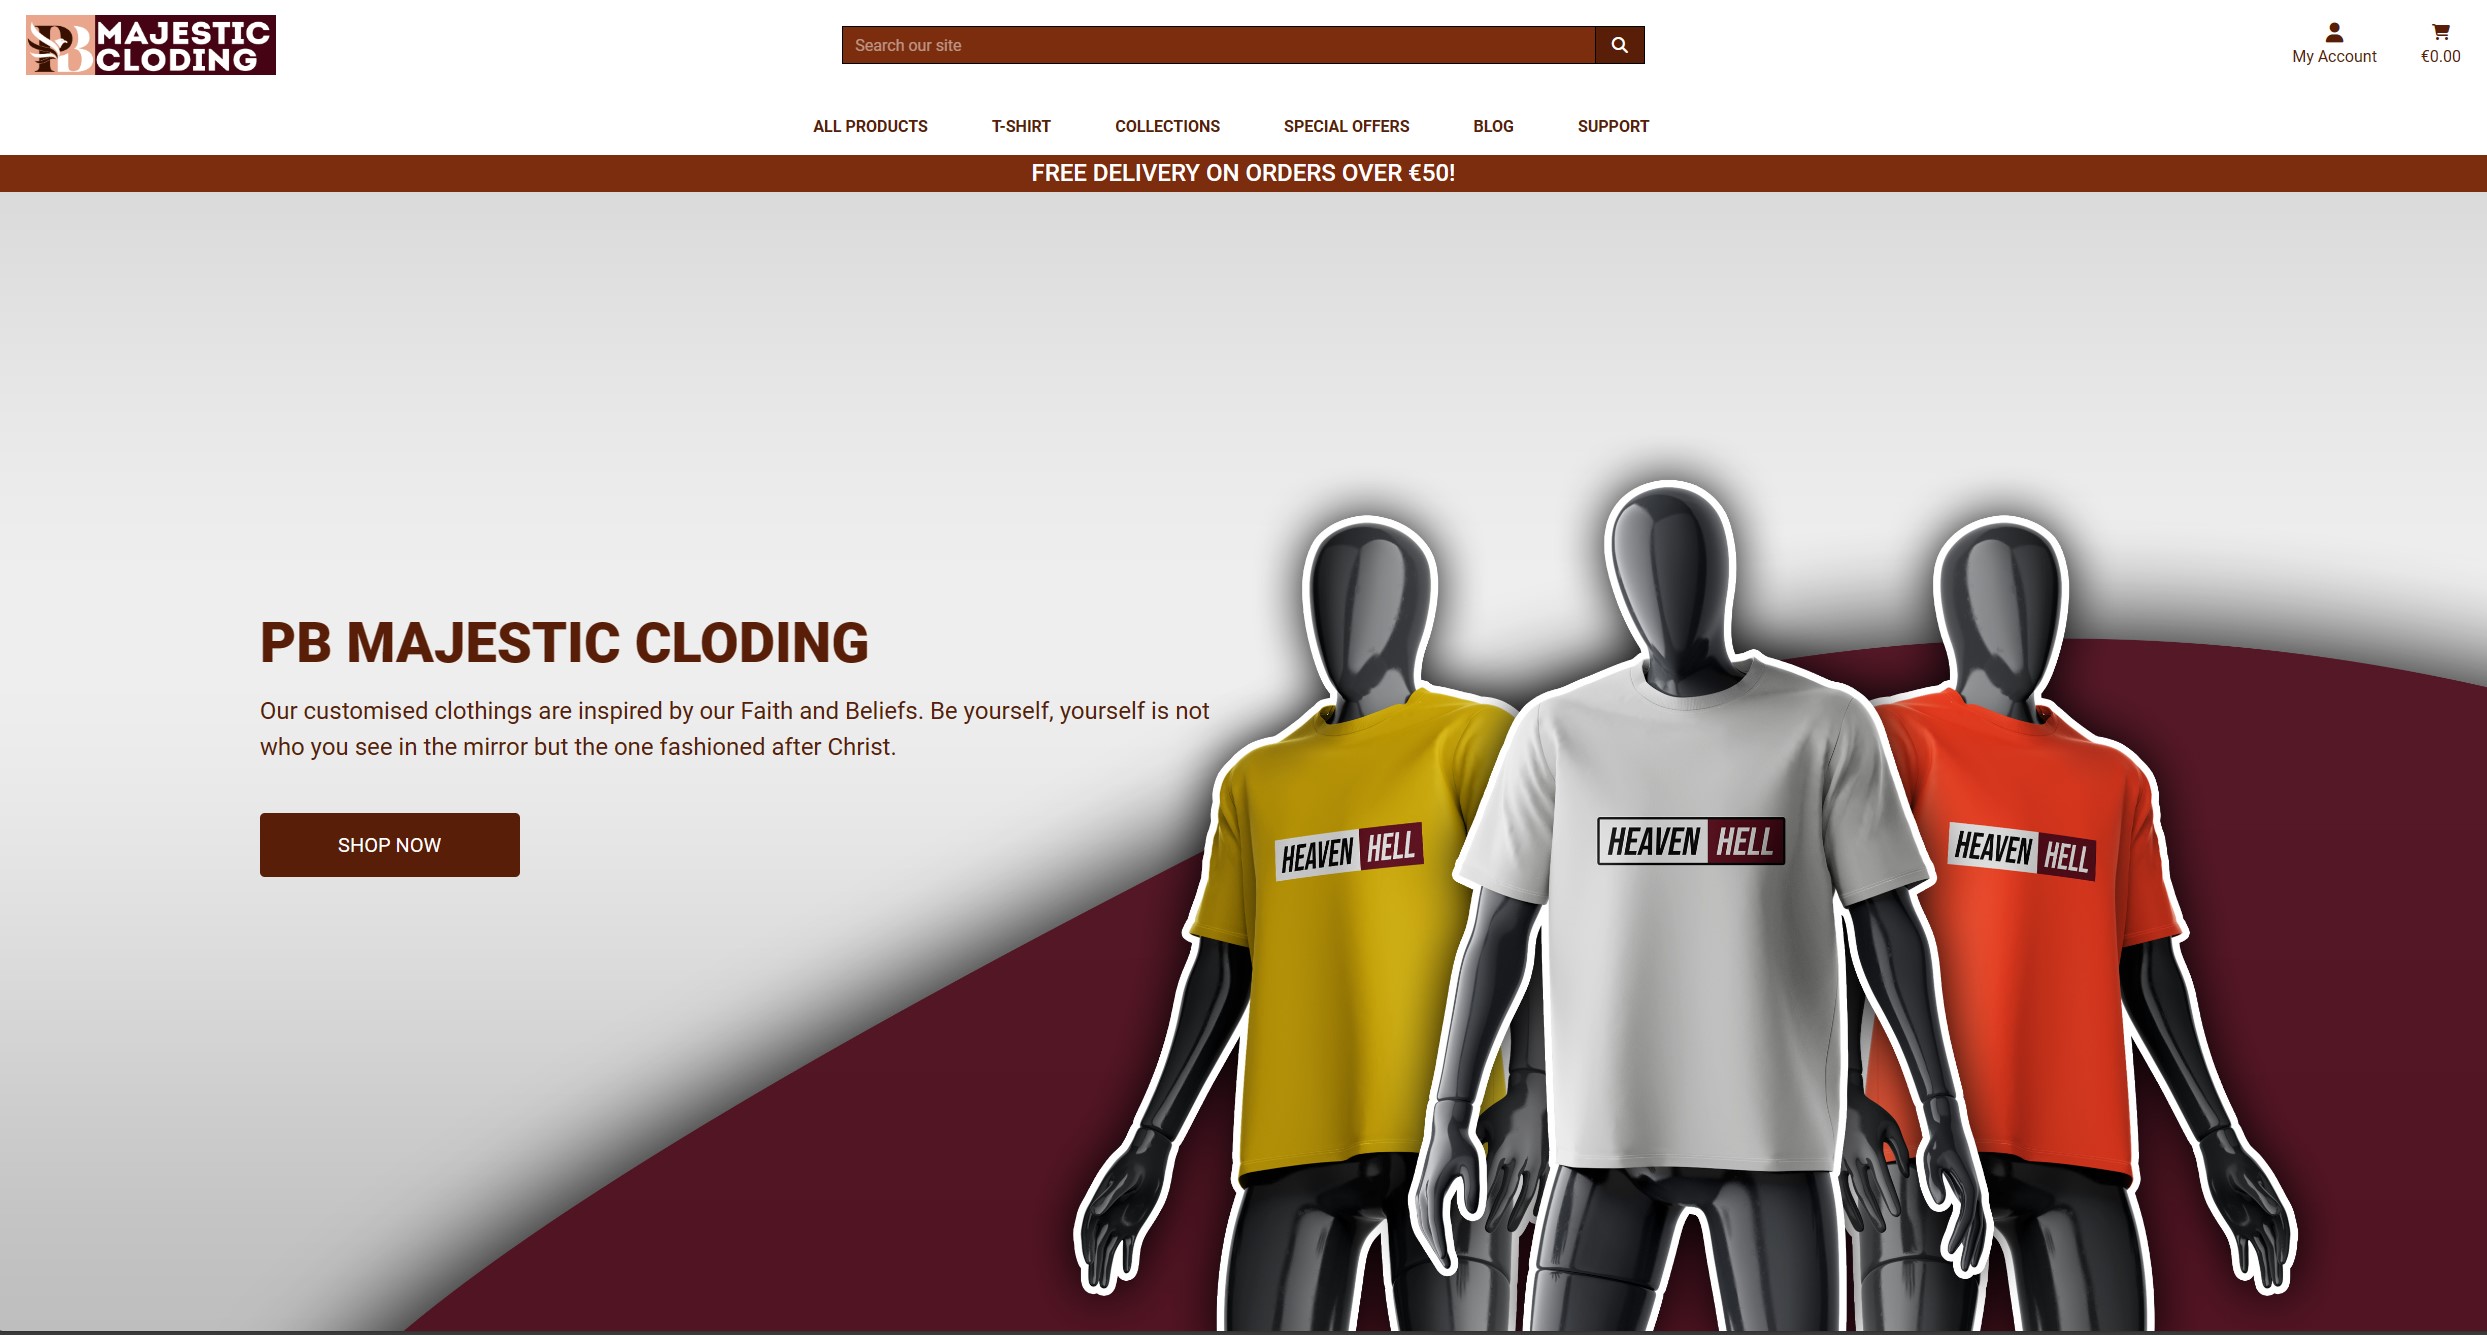 PB MAJESTIC
CLODING
Search our site
My Account
€0.00
ALL PRODUCTS
T-SHIRT
COLLECTIONS
SPECIAL OFFERS
BLOG
SUPPORT
FREE DELIVERY ON ORDERS OVER €50!
PB MAJESTIC CLODING
Our customised clothings are inspired by our Faith and Beliefs. Be yourself, yourself is not
who you see in the mirror but the one fashioned after Christ.
SHOP NOW
HEAVEN HELL
HEAVEN HELL
HEAVEN HELL